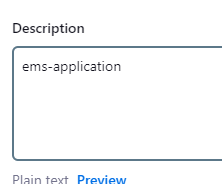 Description
ems-application
Plain text Preview